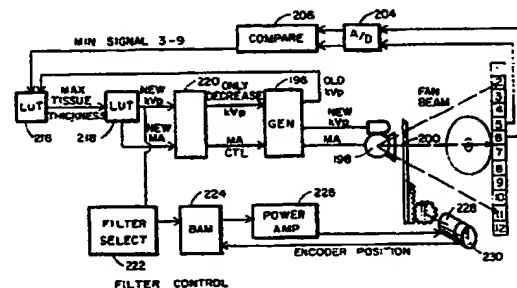 206
204
MIN SIGNAL 3-9
COMPARE
A/D
220
ONLY
DECREASE
kVp
196
OLD
kVp
MAX
TISSUE
THICKNESS
NEW
kVp
LUT
LUT
GEN
NEW
kVp
NEW
MA
MA
CTL
MA
216
218
198
FAN
BEAM
200
1
2
3
4
5
6
7
8
9
10
11
12
224
226
228
FILTER
SELECT
BAM
POWER
AMP
222
ENCODER POSITION
230
FILTER CONTROL